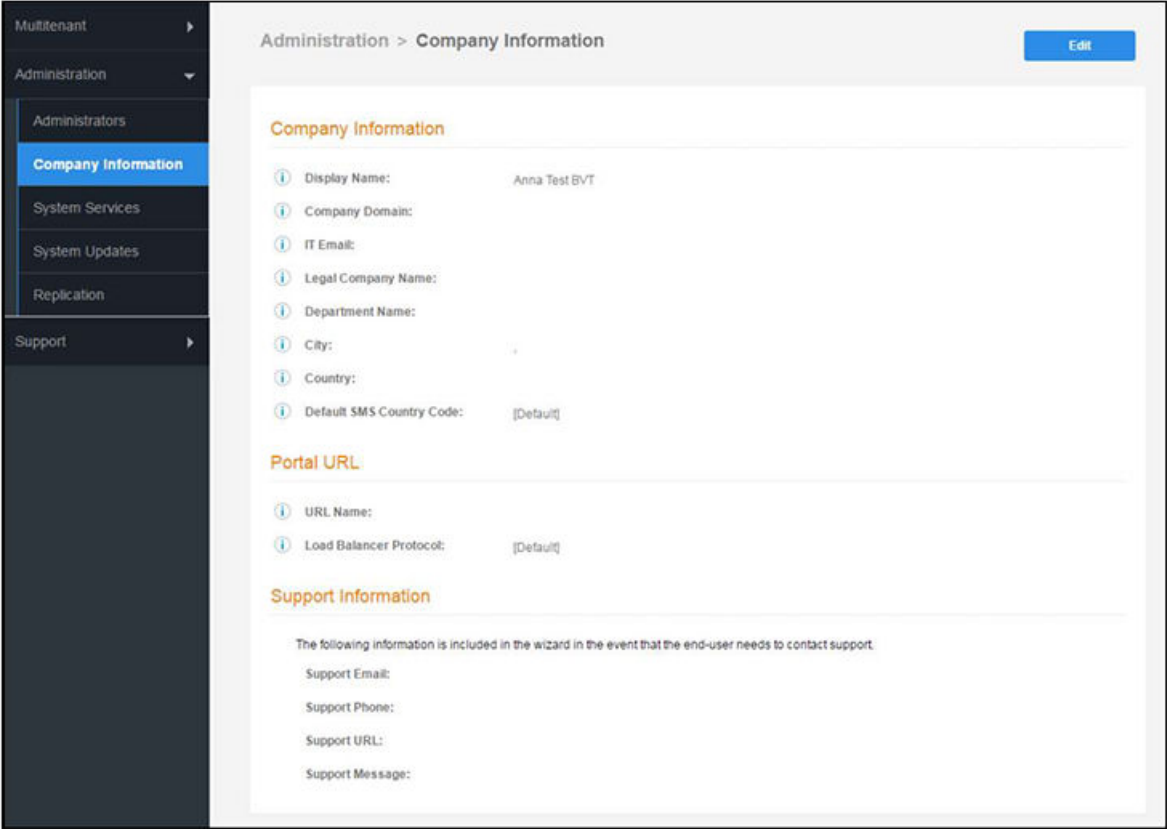 Multitenant
Administration
Administrators
Company Information
System Services
System Updates
Replication
Support
Administration > Company Information
Edit
Company Information
Display Name: Anna Test BVT
Company Domain:
IT Email:
Legal Company Name:
Department Name:
City: ,
Country:
Default SMS Country Code: [Default]
Portal URL
URL Name:
Load Balancer Protocol: [Default]
Support Information
The following information is included in the wizard in the event that the end-user needs to contact support.
Support Email:
Support Phone:
Support URL:
Support Message: